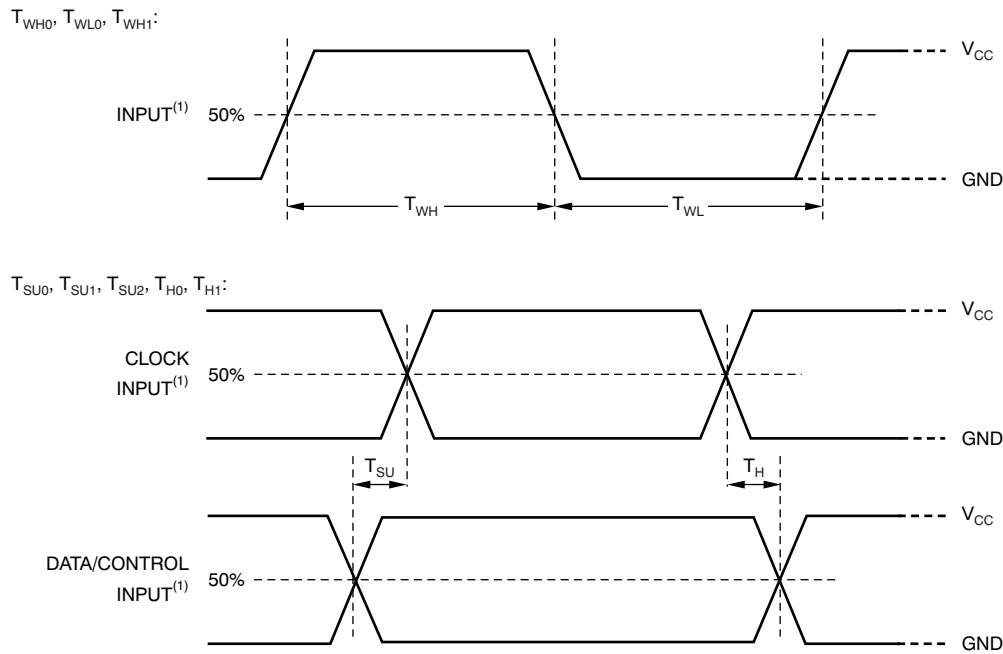 T_WH0, T_WL0, T_WH1:
V_CC
INPUT^(1) 50%
GND
T_WH T_WL
T_SU0, T_SU1, T_SU2, T_H0, T_H1:
V_CC
CLOCK
INPUT^(1) 50%
GND
T_SU T_H
V_CC
DATA/CONTROL
INPUT^(1) 50%
GND